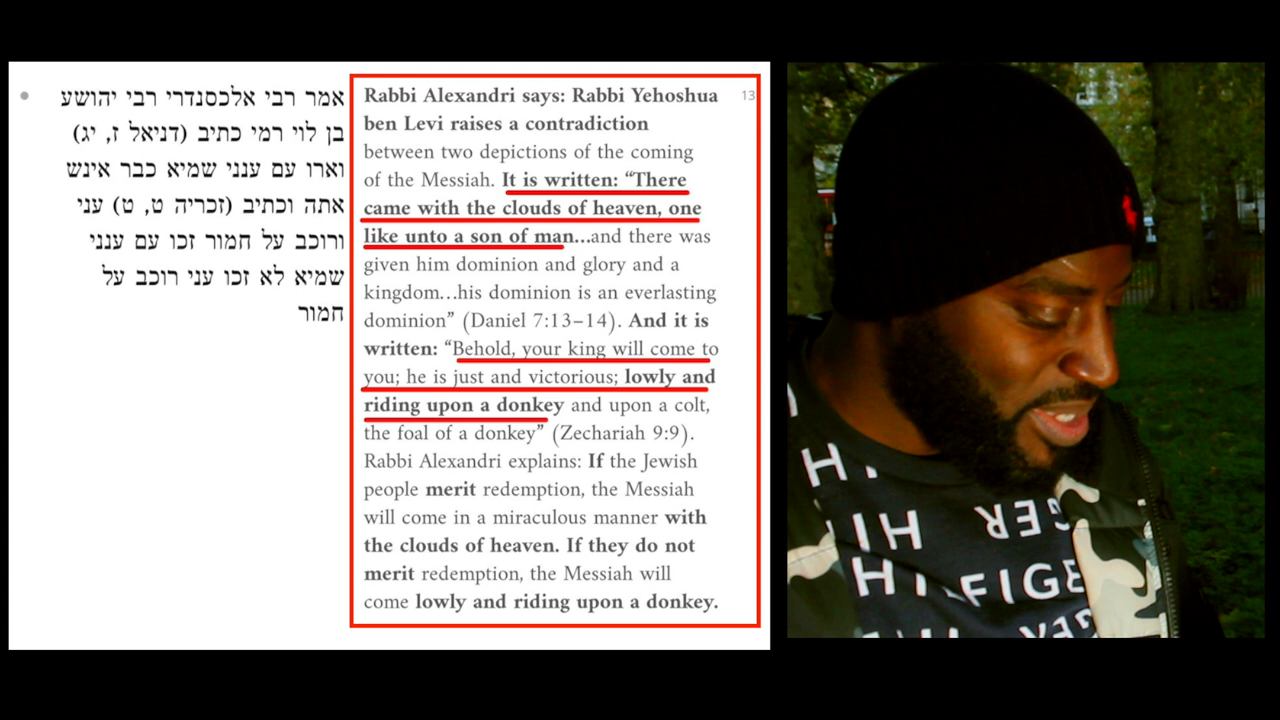 אמר רבי אלכסנדרי רבי יהושע
בן לוי רמי כתיב (דניאל ז, יג)
וארו עם ענני שמיא כבר אינש
אתה וכתיב (זכריה ט, ט) עני
ורוכב על חמור זכו עם ענני
שמיא לא זכו עני רוכב על
חמור
13
Rabbi Alexandri says: Rabbi Yehoshua
ben Levi raises a contradiction
between two depictions of the coming
of the Messiah. It is written: “There
came with the clouds of heaven, one
like unto a son of man...and there was
given him dominion and glory and a
kingdom...his dominion is an everlasting
dominion” (Daniel 7:13–14). And it is
written: “Behold, your king will come to
you; he is just and victorious; lowly and
riding upon a donkey and upon a colt,
the foal of a donkey” (Zechariah 9:9).
Rabbi Alexandri explains: If the Jewish
people merit redemption, the Messiah
will come in a miraculous manner with
the clouds of heaven. If they do not
merit redemption, the Messiah will
come lowly and riding upon a donkey.
HI
HI
GER
HILFIGE
GER